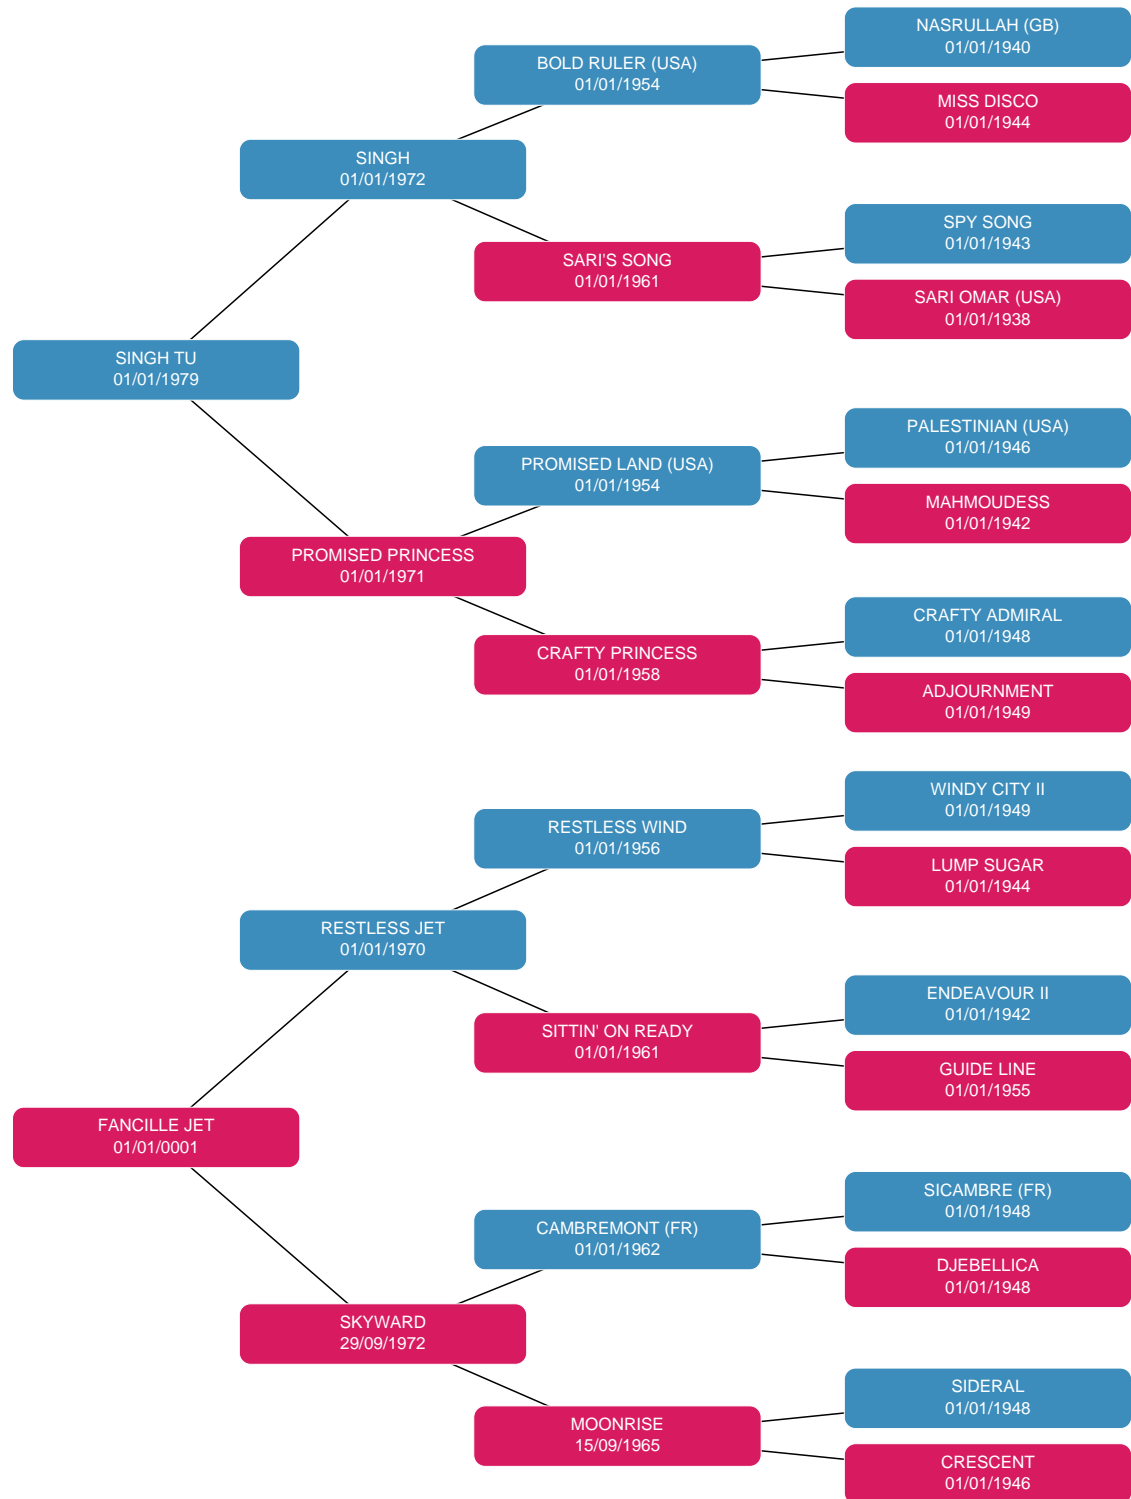 NASRULLAH (GB)
01/01/1940
BOLD RULER (USA)
01/01/1954
MISS DISCO
01/01/1944
SINGH
01/01/1972
SPY SONG
01/01/1943
SARI'S SONG
01/01/1961
SARI OMAR (USA)
01/01/1938
SINGH TU
01/01/1979
PALESTINIAN (USA)
01/01/1946
PROMISED LAND (USA)
01/01/1954
MAHMOUDESS
01/01/1942
PROMISED PRINCESS
01/01/1971
CRAFTY ADMIRAL
01/01/1948
CRAFTY PRINCESS
01/01/1958
ADJOURNMENT
01/01/1949
WINDY CITY II
01/01/1949
RESTLESS WIND
01/01/1956
LUMP SUGAR
01/01/1944
RESTLESS JET
01/01/1970
ENDEAVOUR II
01/01/1942
SITTIN' ON READY
01/01/1961
GUIDE LINE
01/01/1955
FANCILLE JET
01/01/0001
SICAMBRE (FR)
01/01/1948
CAMBREMONT (FR)
01/01/1962
DJEBELLICA
01/01/1948
SKYWARD
29/09/1972
SIDERAL
01/01/1948
MOONRISE
15/09/1965
CRESCENT
01/01/1946